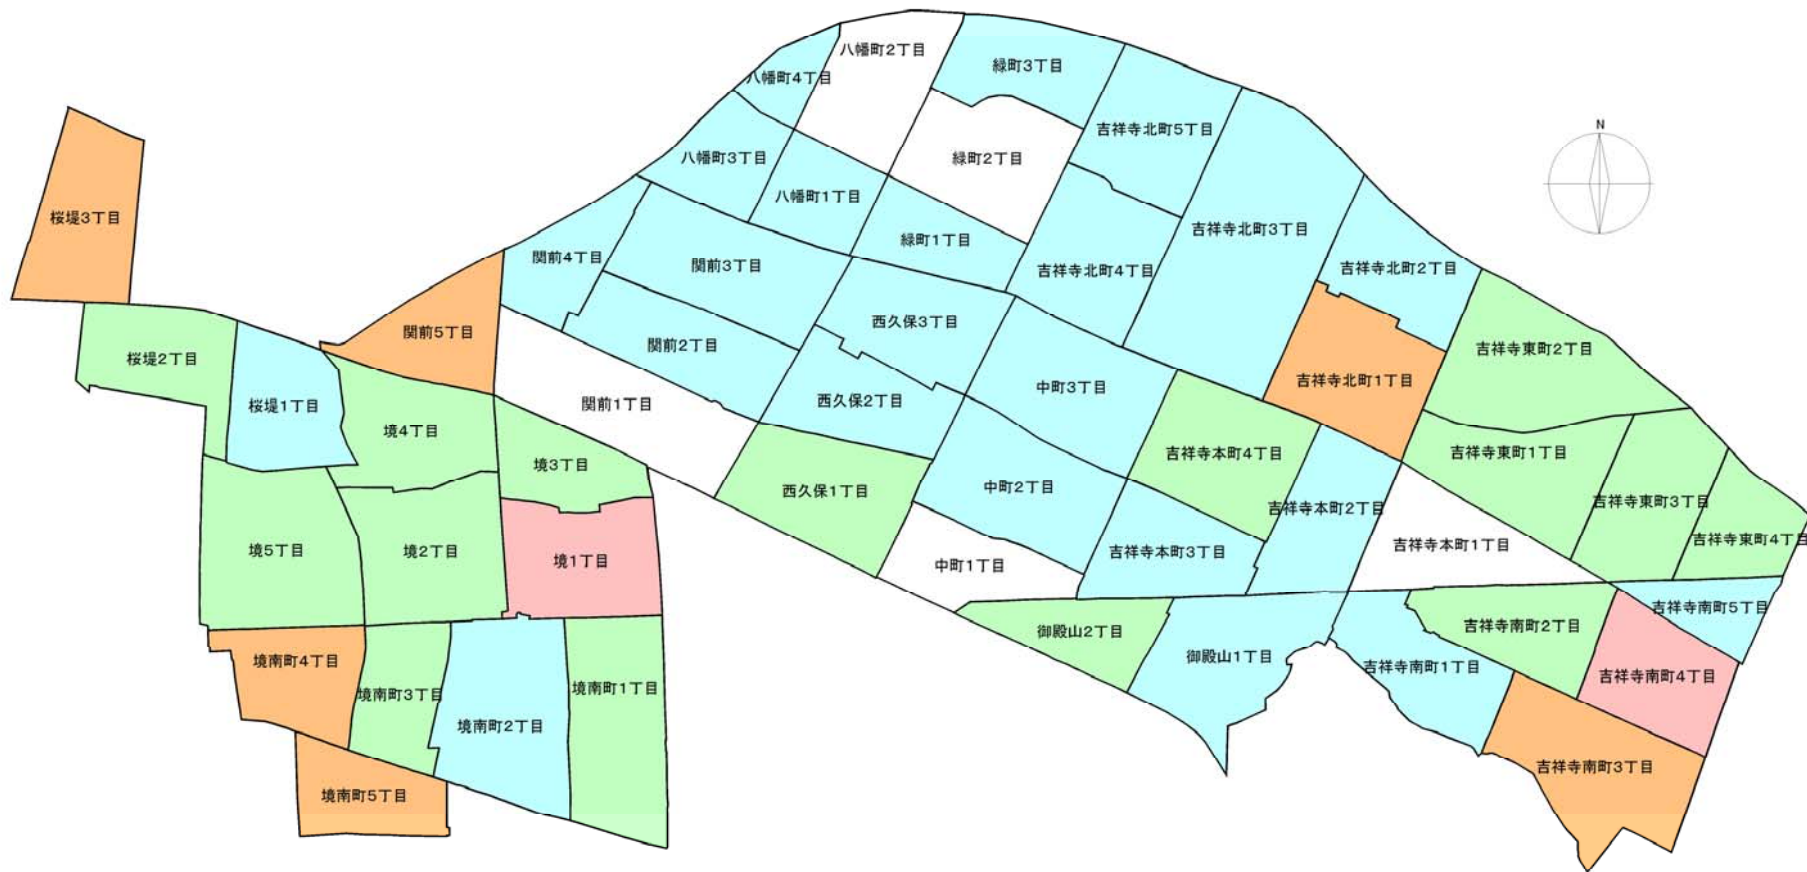 八幡町2丁目
緑町3丁目
八幡町4丁目
N
吉祥寺北町5丁目
八幡町3丁目
緑町2丁目
八幡町1丁目
桜堤3丁目
吉祥寺北町3丁目
緑町1丁目
関前4丁目
関前3丁目
吉祥寺北町4丁目
吉祥寺北町2丁目
西久保3丁目
関前5丁目
関前2丁目
吉祥寺東町2丁目
桜堤2丁目
中町3丁目
吉祥寺北町1丁目
桜堤1丁目
関前1丁目
西久保2丁目
境4丁目
吉祥寺本町4丁目
吉祥寺東町1丁目
境3丁目
西久保1丁目
中町2丁目
吉祥寺本町2丁目
吉祥寺東町3丁目
境5丁目
境2丁目
境1丁目
中町1丁目
吉祥寺本町3丁目
吉祥寺本町1丁目
吉祥寺東町4丁目
吉祥寺南町5丁目
御殿山2丁目
吉祥寺南町2丁目
境南町4丁目
御殿山1丁目
吉祥寺南町1丁目
吉祥寺南町4丁目
境南町3丁目
境南町1丁目
境南町2丁目
吉祥寺南町3丁目
境南町5丁目